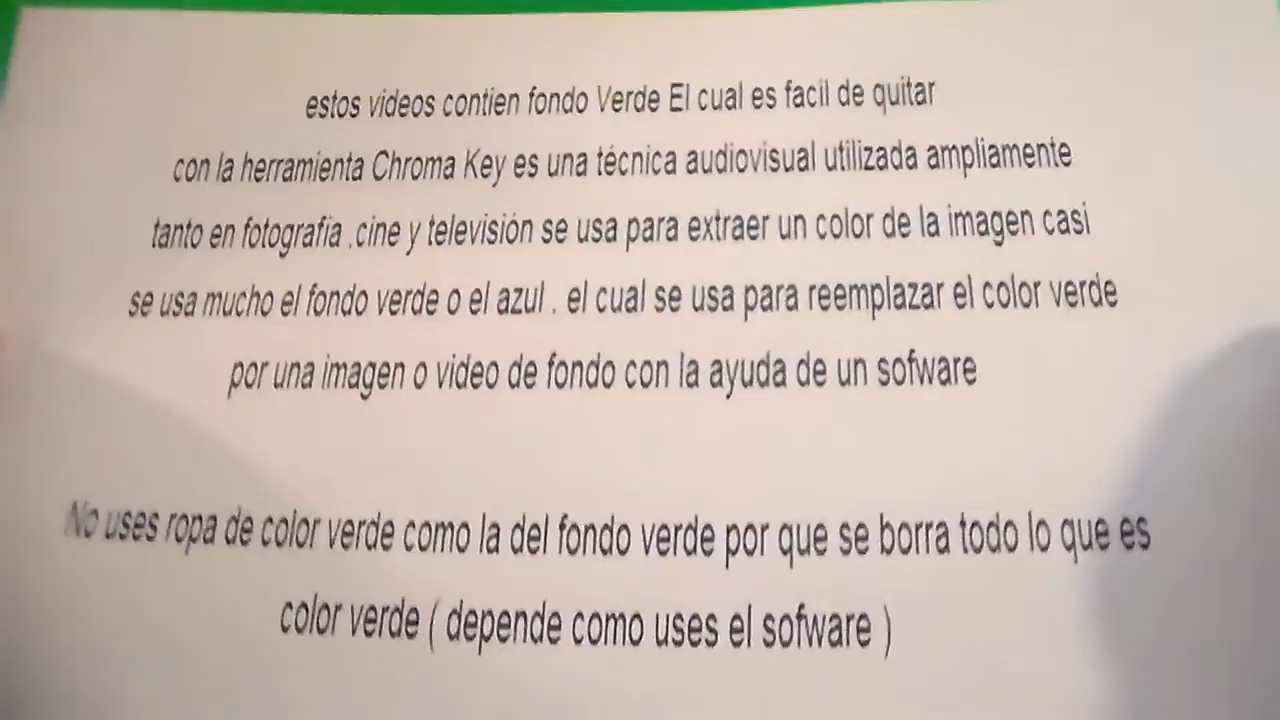 estos videos contien fondo Verde El cual es facil de quitar
con la herramienta Chroma Key es una técnica audiovisual utilizada ampliamente
tanto en fotografía .cine y televisión se usa para extraer un color de la imagen casi
se usa mucho el fondo verde o el azul . el cual se usa para reemplazar el color verde
por una imagen o video de fondo con la ayuda de un sofware
No uses ropa de color verde como la del fondo verde por que se borra todo lo que es
color verde ( depende como uses el sofware )